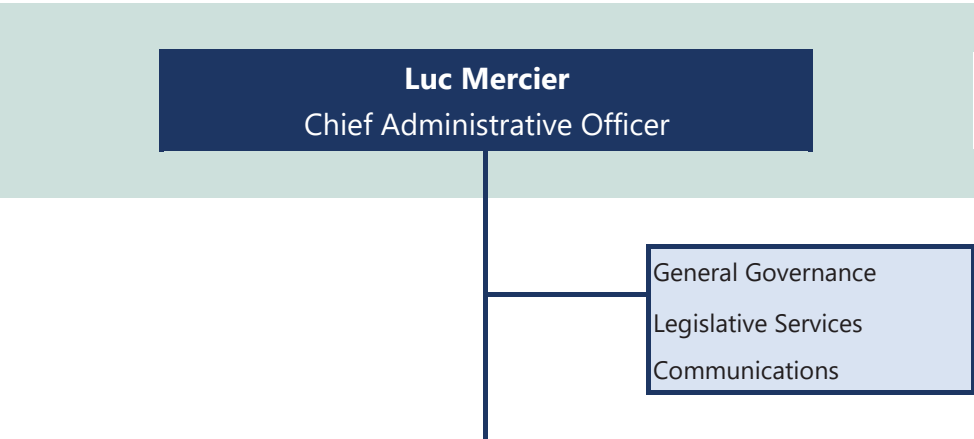 Luc Mercier
Chief Administrative Officer
General Governance
Legislative Services
Communications